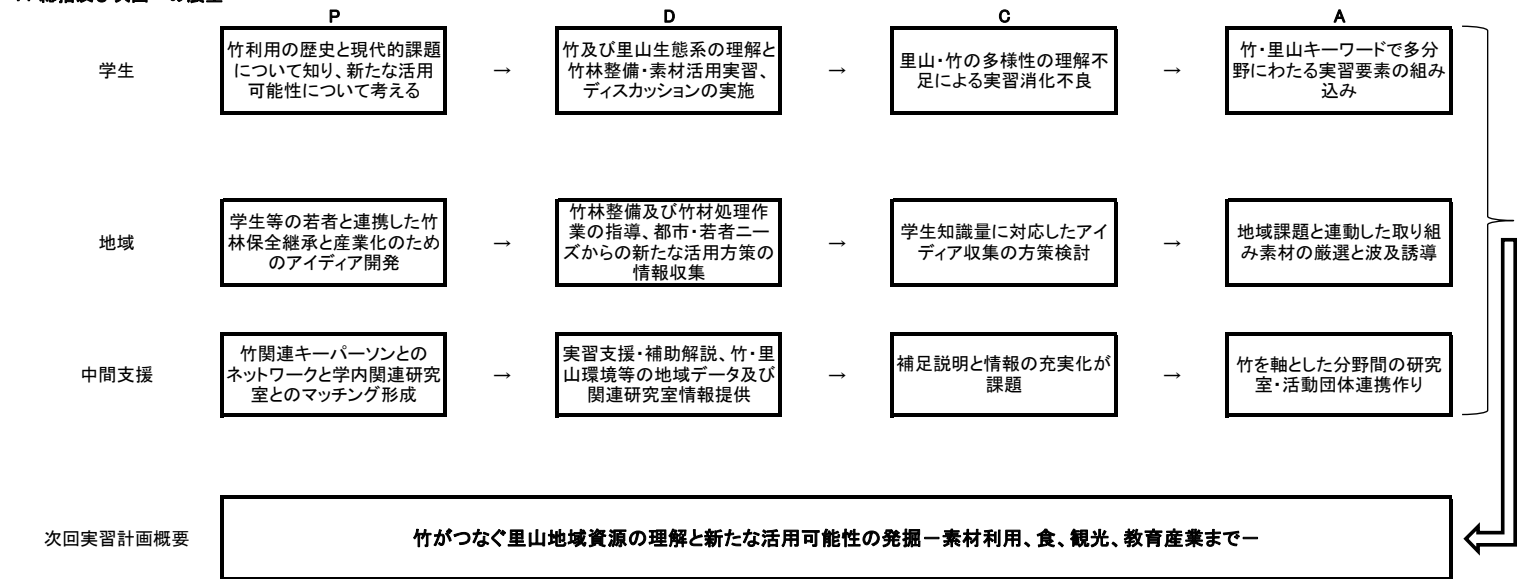 P D C A
学生
竹利用の歴史と現代的課題
について知り、新たな活用
可能性について考える
→
竹及び里山生態系の理解と
竹林整備・素材活用実習、
ディスカッションの実施
→
里山・竹の多様性の理解不
足による実習消化不良
→
竹・里山キーワードで多分
野にわたる実習要素の組み
込み
地域
学生等の若者と連携した竹
林保全継承と産業化のため
のアイディア開発
→
竹林整備及び竹材処理作
業の指導、都市・若者ニー
ズからの新たな活用方策の
情報収集
→
学生知識量に対応したアイ
ディア収集の方策検討
→
地域課題と連動した取り組
み素材の厳選と波及誘導
中間支援
竹関連キーパーソンとの
ネットワークと学内関連研究
室とのマッチング形成
→
実習支援・補助解説、竹・里
山環境等の地域データ及び
関連研究室情報提供
→
補足説明と情報の充実化が
課題
→
竹を軸とした分野間の研究
室・活動団体連携作り
次回実習計画概要
竹がつなぐ里山地域資源の理解と新たな活用可能性の発掘－素材利用、食、観光、教育産業まで－